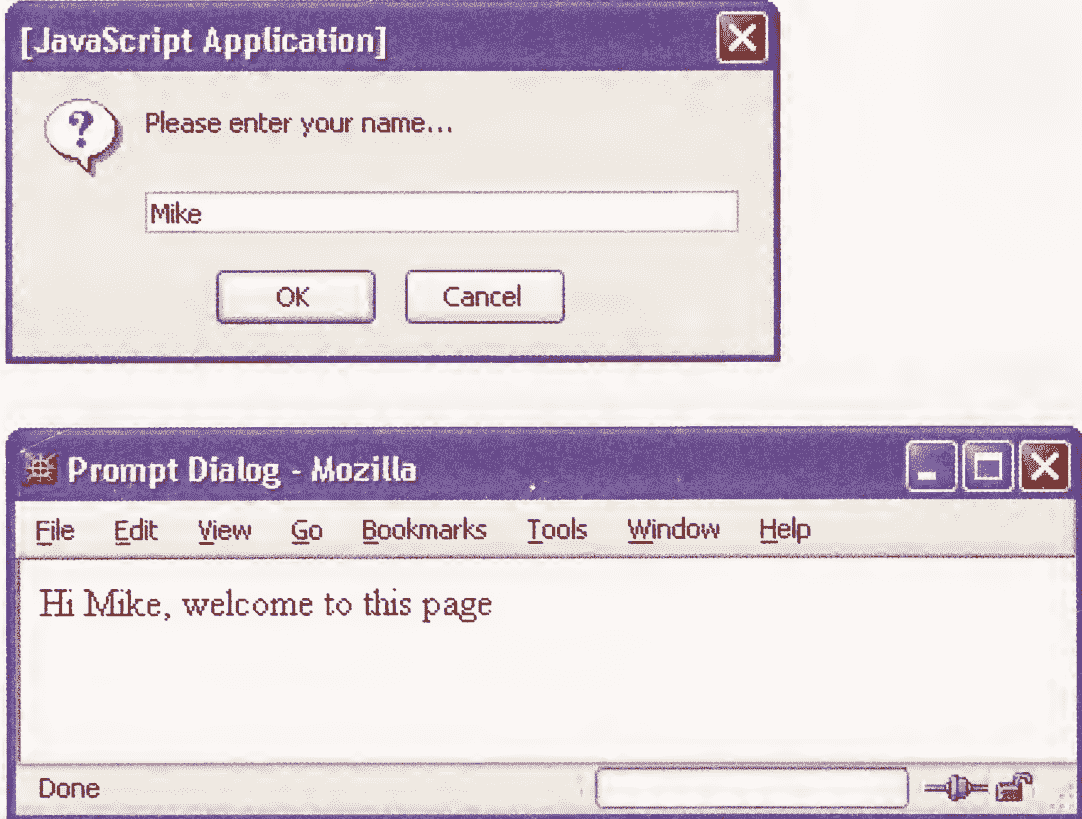 [JavaScript Application]
Please enter your name...
Mike
OK Cancel
Prompt Dialog - Mozilla
File Edit View Go Bookmarks Tools Window Help
Hi Mike, welcome to this page
Done